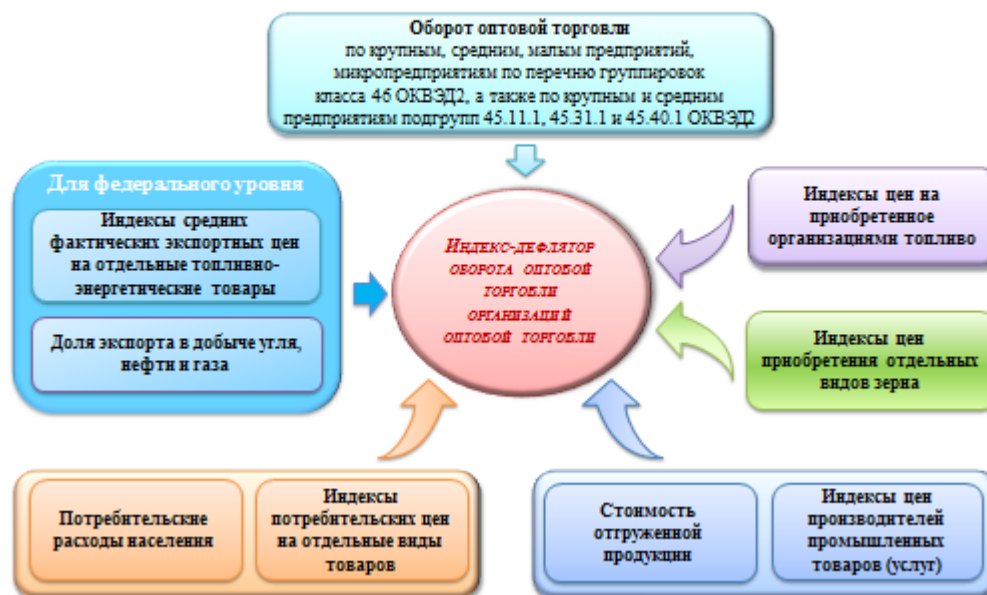 Оборот оптовой торговли
по крупным, средним, малым предприятий,
микропредприятиям по перечню группировок
класса 46 ОКВЭД2, а также по крупным и средним
предприятиям подгрупп 45.11.1, 45.31.1 и 45.40.1 ОКВЭД2
Для федерального уровня
Индексы средних
фактических экспортных цен
на отдельные топливно-
энергетические товары
Доля экспорта в добыче угля,
нефти и газа
Индекс-дефлятор
оборота оптовой
торговли
организаций
оптовой торговли
Индексы цен на
приобретенное
организациями топливо
Индексы цен
приобретения отдельных
видов зерна
Потребительские
расходы населения
Индексы
потребительских цен
на отдельные виды
товаров
Стоимость
отгруженной
продукции
Индексы цен
производителей
промышленных
товаров (услуг)